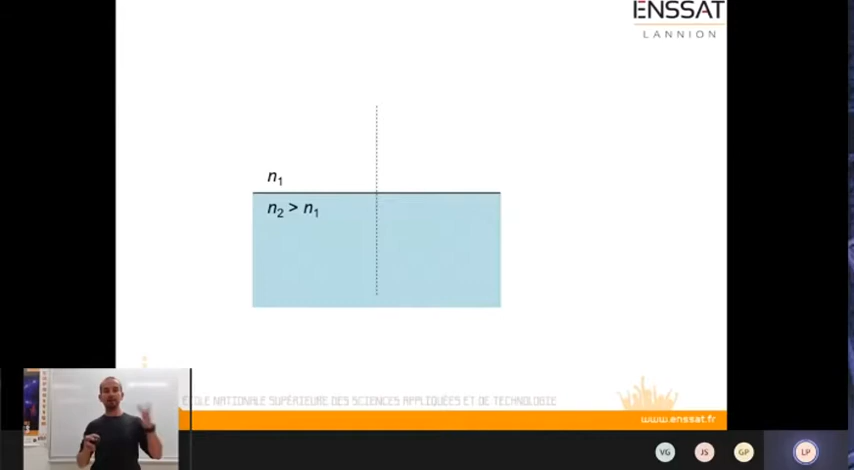 ENSSAT
LANNION
n₁
n₂ > n₁
ÉCOLE NATIONALE SUPÉRIEURE DES SCIENCES APPLIQUÉES ET DE TECHNOLOGIE
www.enssat.fr
VG
JS
GP
LP